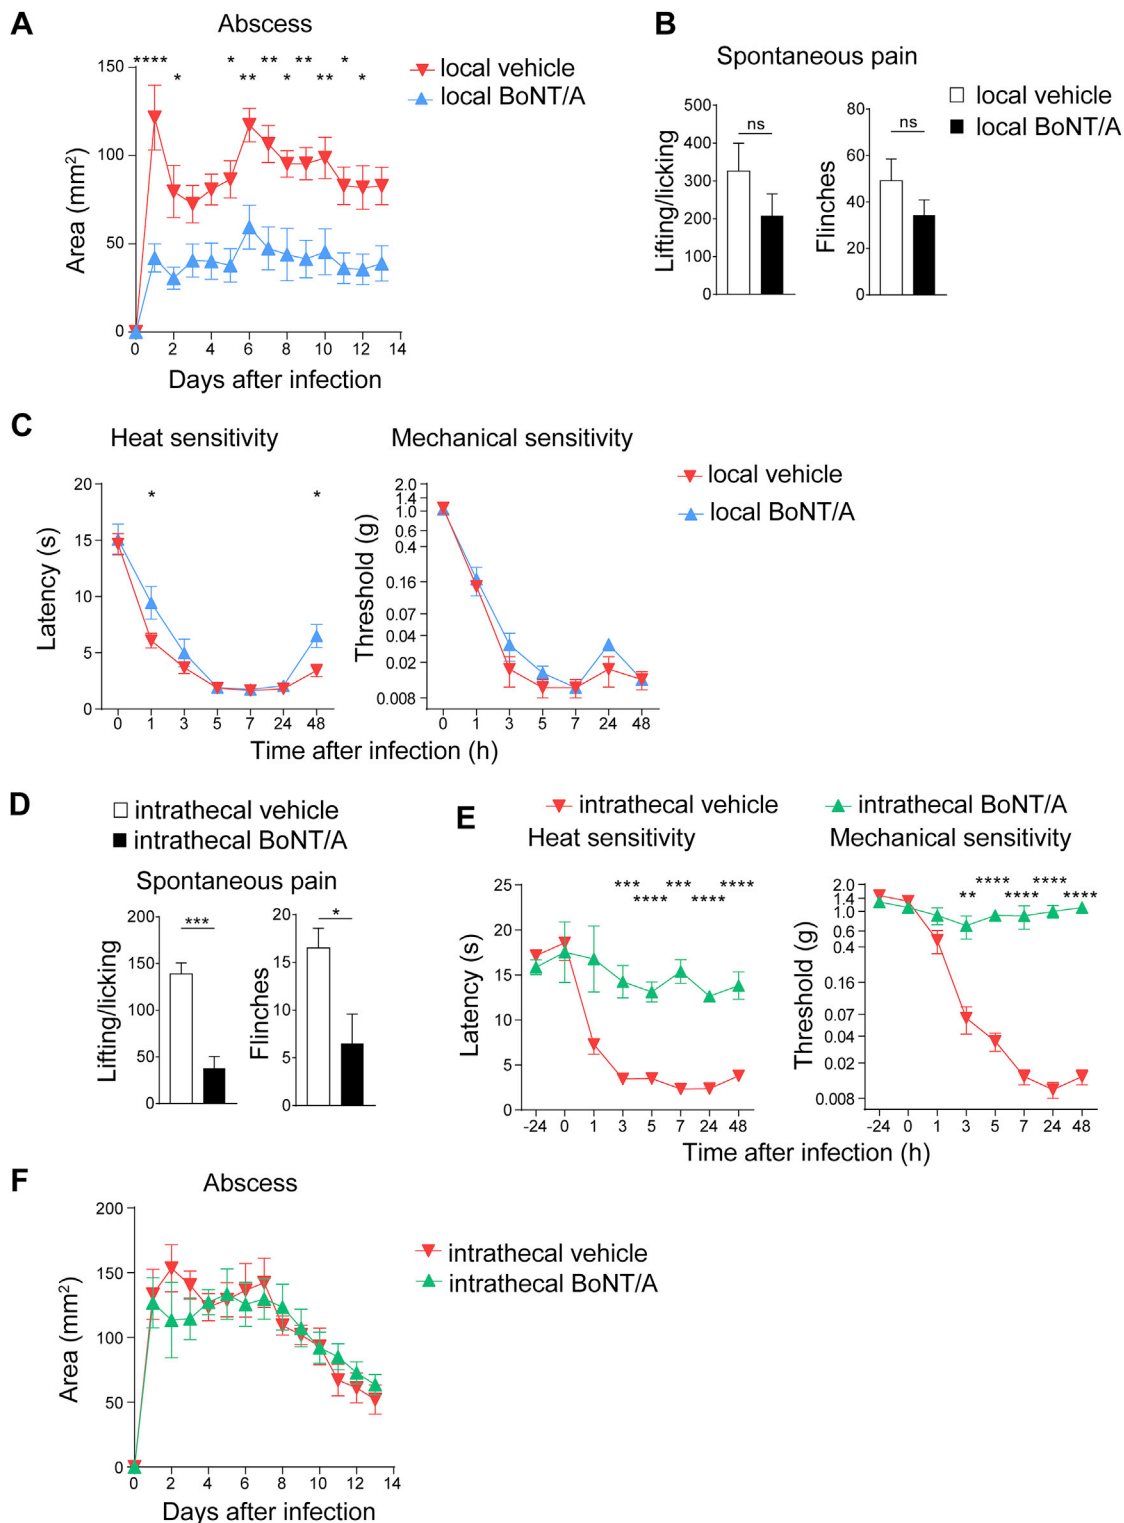 A
Abscess
**** * ** ** *
* ** * ** *
150
100
50
0
Area (mm²)
0 2 4 6 8 10 12 14
Days after infection
local vehicle
local BoNT/A
B
Spontaneous pain
local vehicle
local BoNT/A
500
400
300
200
100
0
Lifting/licking
ns
80
60
40
20
0
Flinches
ns
C
Heat sensitivity
Mechanical sensitivity
local vehicle
local BoNT/A
20
15
10
5
0
Latency (s)
* *
0 1 3 5 7 24 48
2.0
1.4
1.0
0.6
0.4
0.16
0.07
0.04
0.02
0.008
Threshold (g)
0 1 3 5 7 24 48
Time after infection (h)
D
intrathecal vehicle
intrathecal BoNT/A
Spontaneous pain
200
150
100
50
0
Lifting/licking
***
20
15
10
5
0
Flinches
*
E
intrathecal vehicle
intrathecal BoNT/A
Heat sensitivity
Mechanical sensitivity
25
20
15
10
5
0
Latency (s)
*** *** ****
**** ****
-24 0 1 3 5 7 24 48
2.0
1.4
1.0
0.6
0.4
0.16
0.07
0.04
0.02
0.008
Threshold (g)
**** ****
** **** ****
-24 0 1 3 5 7 24 48
Time after infection (h)
F
Abscess
200
150
100
50
0
Area (mm²)
0 2 4 6 8 10 12 14
Days after infection
intrathecal vehicle
intrathecal BoNT/A